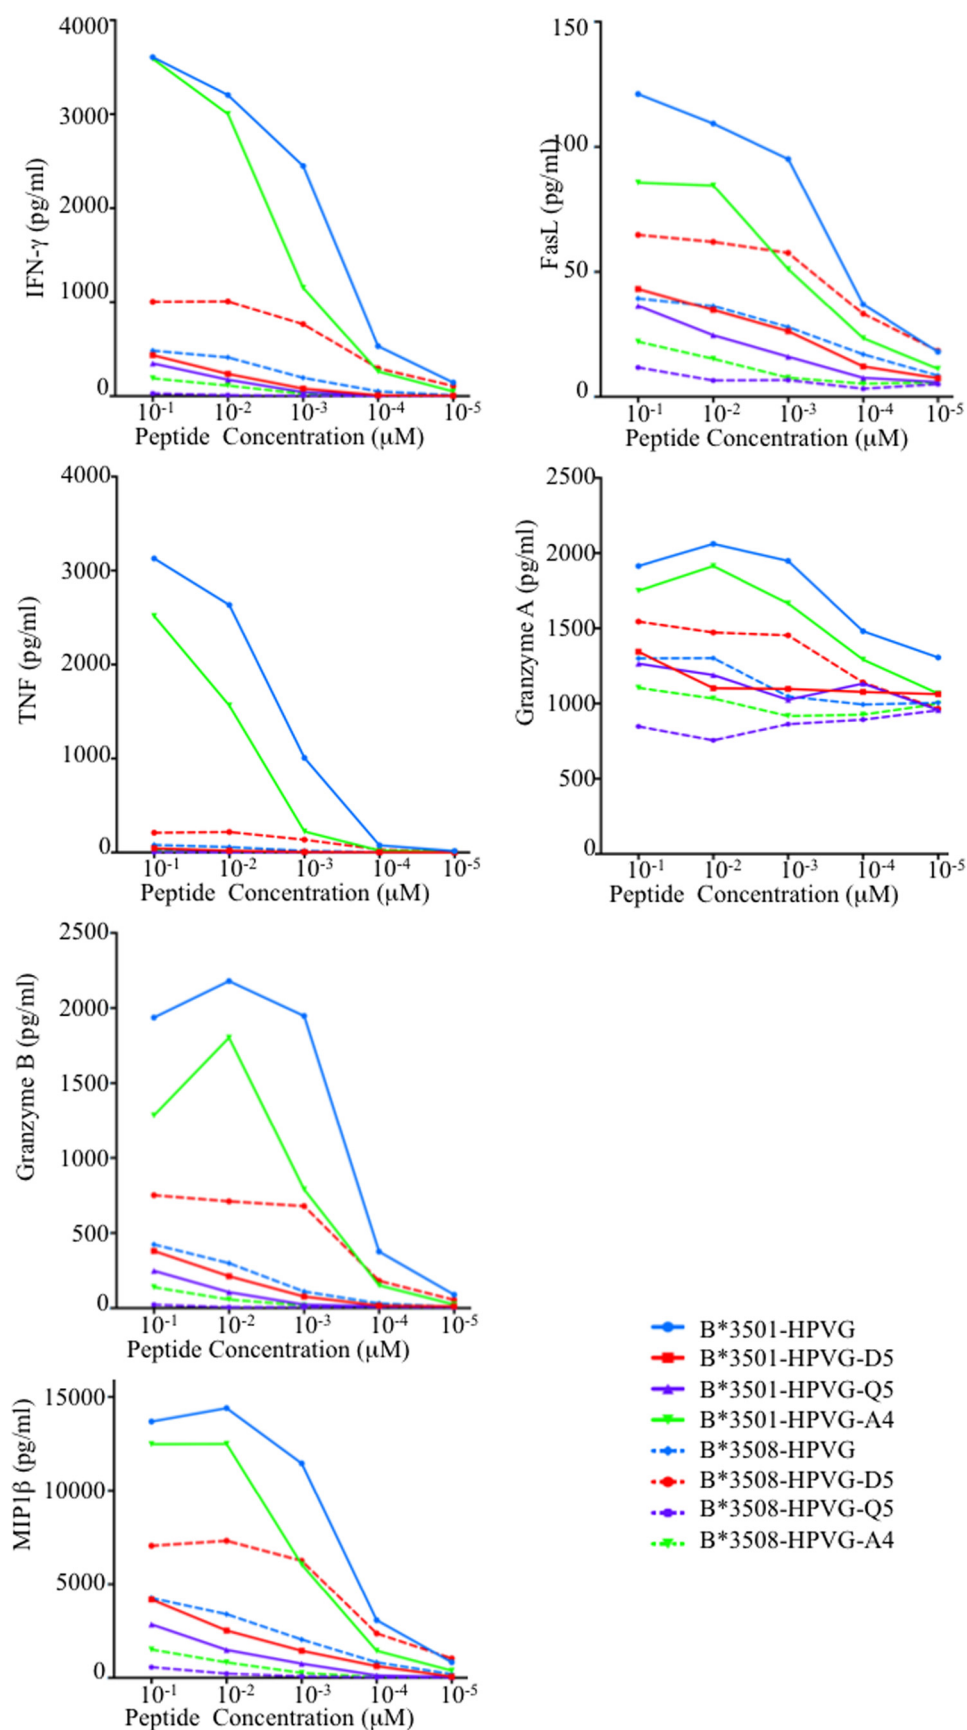 4000
3000
2000
1000
0
IFN-γ (pg/ml)
10-1 10-2 10-3 10-4 10-5
Peptide Concentration (μM)
150
100
50
0
FasL (pg/ml)
10-1 10-2 10-3 10-4 10-5
Peptide Concentration (μM)
4000
3000
2000
1000
0
TNF (pg/ml)
10-1 10-2 10-3 10-4 10-5
Peptide Concentration (μM)
2500
2000
1500
1000
500
0
Granzyme A (pg/ml)
10-1 10-2 10-3 10-4 10-5
Peptide Concentration (μM)
2500
2000
1500
1000
500
0
Granzyme B (pg/ml)
10-1 10-2 10-3 10-4 10-5
Peptide Concentration (μM)
15000
10000
5000
0
MIP1β (pg/ml)
10-1 10-2 10-3 10-4 10-5
Peptide Concentration (μM)
B*3501-HPVG
B*3501-HPVG-D5
B*3501-HPVG-Q5
B*3501-HPVG-A4
B*3508-HPVG
B*3508-HPVG-D5
B*3508-HPVG-Q5
B*3508-HPVG-A4